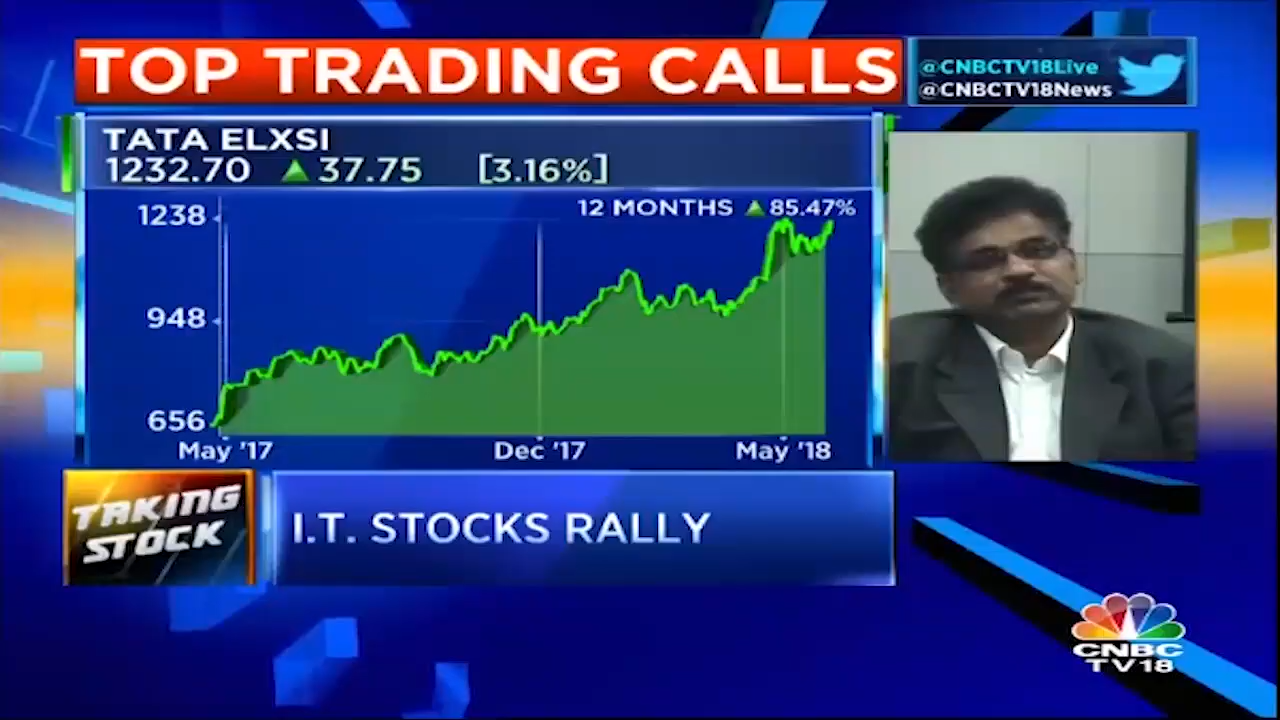 TOP TRADING CALLS
@CNBCTV18Live
@CNBCTV18News
TATA ELXSI
1232.70 ▲ 37.75 [3.16%]
12 MONTHS ▲ 85.47%
1238
948
656
May '17 Dec '17 May '18
TAKING
STOCK
I.T. STOCKS RALLY
CNBC
TV18